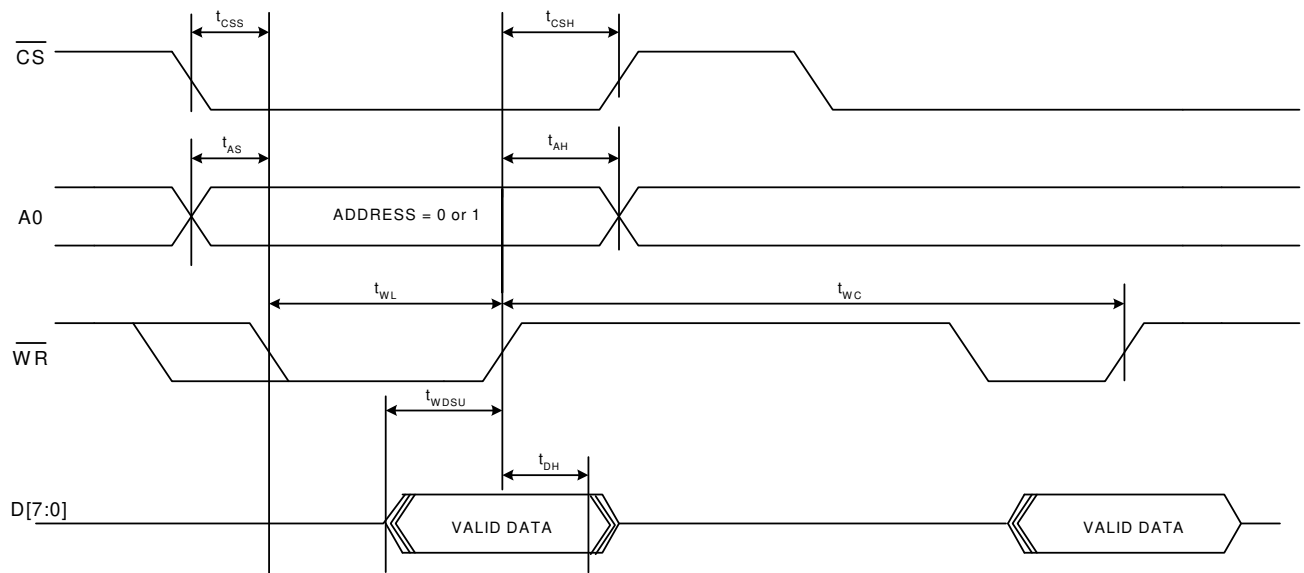 tCSS
tCSH
CS
tAS
tAH
A0
ADDRESS = 0 or 1
tWL
tWC
WR
tWDSU
tDH
D[7:0]
VALID DATA
VALID DATA